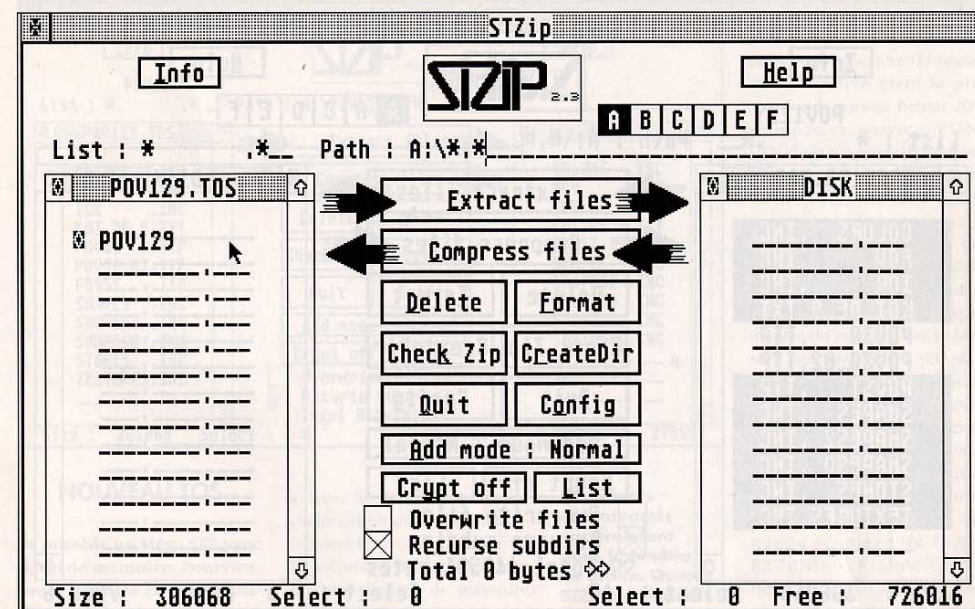 STZip
Info
STZIP 2.3
Help
A B C D E F
List : *       .*__ Path : A:\*.*
POV129.TOS
DISK
Extract files
POV129
Compress files
Delete
Format
Check Zip
CreateDir
Quit
Config
Add mode : Normal
Crypt off
List
Overwrite files
Recurse subdirs
Total 0 bytes
Size : 306068 Select : 0
Select : 0 Free : 726016